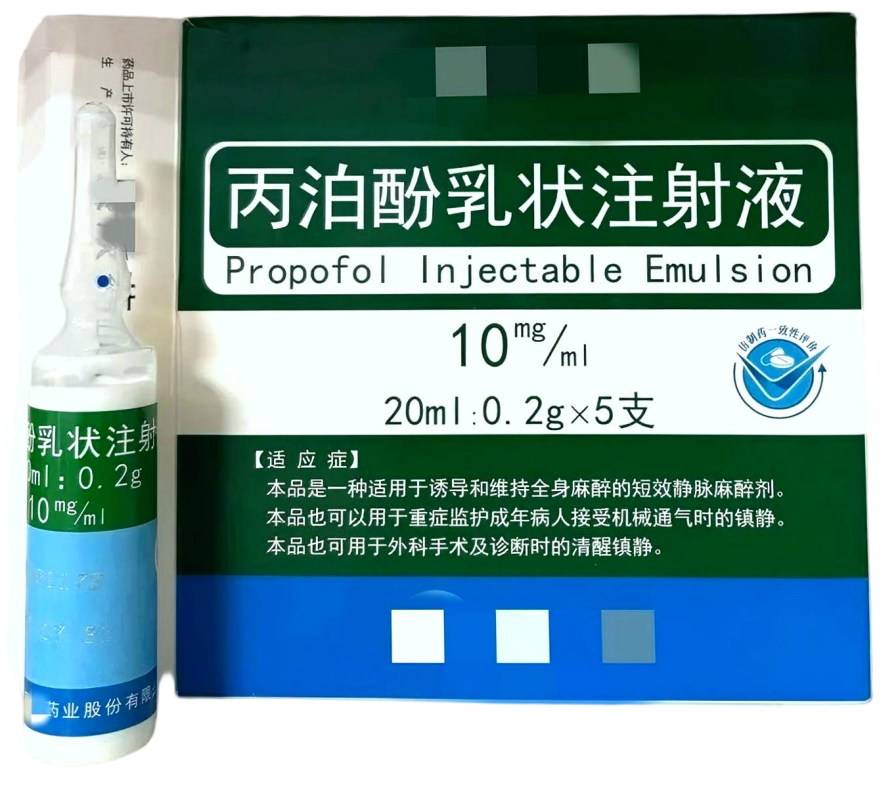 药品上市许可持有人:
生 产
丙泊酚乳状注射液
Propofol Injectable Emulsion
10mg/ml
20ml:0.2g×5支
仿制药一致性评价
【适 应 症】
本品是一种适用于诱导和维持全身麻醉的短效静脉麻醉剂。
本品也可以用于重症监护成年病人接受机械通气时的镇静。
本品也可用于外科手术及诊断时的清醒镇静。
乳状注射
ml:0.2g
10mg/ml
药业股份有限